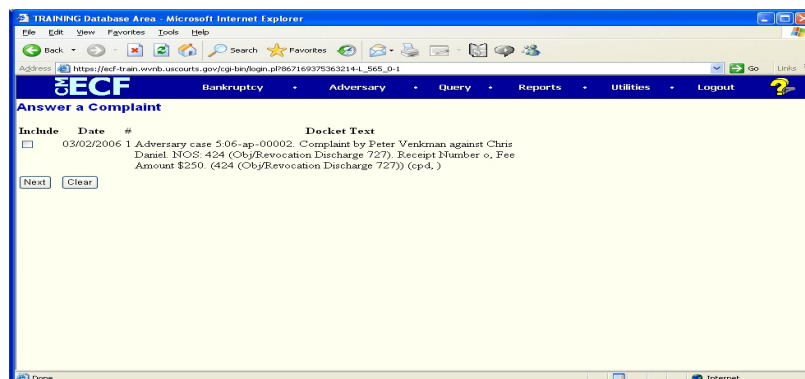 TRAINING Database Area - Microsoft Internet Explorer
File Edit View Favorites Tools Help
Back Search Favorites
Address https://ecf-train.wvnb.uscourts.gov/cgi-bin/login.pl?867169375363214-L_565_0-1 Go Links
CM ECF Bankruptcy • Adversary • Query • Reports • Utilities • Logout ?
Answer a Complaint
Include Date # Docket Text
03/02/2006 1 Adversary case 5:06-ap-00002. Complaint by Peter Venkman against Chris
Daniel. NOS: 424 (Obj/Revocation Discharge 727). Receipt Number o, Fee
Amount $250. (424 (Obj/Revocation Discharge 727)) (cpd, )
Next Clear
Done Internet